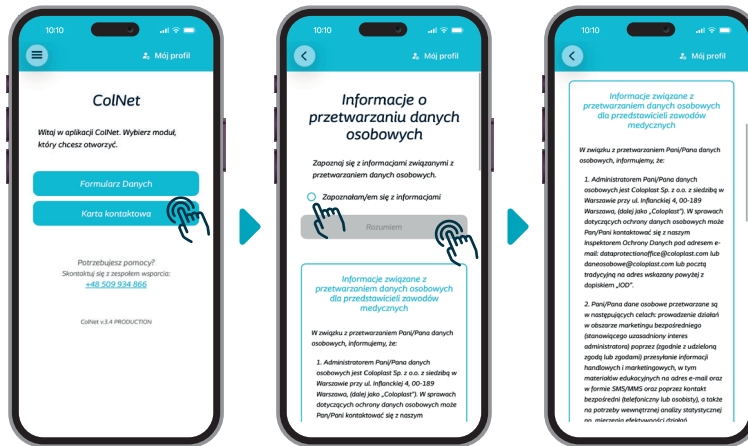 10:10
Mój profil
ColNet
Witaj w aplikacji ColNet. Wybierz moduł,
który chcesz otworzyć.
Formularz Danych
Karta kontaktowa
Potrzebujesz pomocy?
Skontaktuj się z zespołem wsparcia:
+48 509 934 866
ColNet v.3.4 PRODUCTION
10:10
Mój profil
Informacje o
przetwarzaniu danych
osobowych
Zapoznaj się z informacjami związanymi z
przetwarzaniem danych osobowych.
Zapoznałam/em się z informacjami
Rozumiem
Informacje związane z
przetwarzaniem danych osobowych
dla przedstawicieli zawodów
medycznych
W związku z przetwarzaniem Pani/Pana danych
osobowych, informujemy, że:
1. Administratorem Pani/Pana danych
osobowych jest Coloplast Sp. z o.o. z siedzibą w
Warszawie przy ul. Inflanckiej 4, 00-189
Warszawa, (dalej jako „Coloplast”). W sprawach
dotyczących ochrony danych osobowych może
Pan/Pani kontaktować się z naszym
10:10
Mój profil
Informacje związane z
przetwarzaniem danych osobowych
dla przedstawicieli zawodów
medycznych
W związku z przetwarzaniem Pani/Pana danych
osobowych, informujemy, że:
1. Administratorem Pani/Pana danych
osobowych jest Coloplast Sp. z o.o. z siedzibą w
Warszawie przy ul. Inflanckiej 4, 00-189
Warszawa, (dalej jako „Coloplast”). W sprawach
dotyczących ochrony danych osobowych może
Pan/Pani kontaktować się z naszym
Inspektorem Ochrony Danych pod adresem e-
mail: dataprotectionoffice@coloplast.com lub
daneosobowe@coloplast.com lub pocztą
tradycyjną na adres wskazany powyżej z
dopiskiem „IOD”.
2. Pani/Pana dane osobowe przetwarzane są
w następujących celach: prowadzenie działań
w obszarze marketingu bezpośredniego
(stanowiącego uzasadniony interes
administratora) poprzez (zgodnie z udzieloną
zgodą lub zgodami) przesyłanie informacji
handlowych i marketingowych, w tym
materiałów edukacyjnych na adres e-mail oraz
w formie SMS/MMS oraz poprzez kontakt
bezpośredni (telefoniczny lub osobisty), a także
na potrzeby wewnętrznej analizy statystycznej
np. mierzenia efektywności działań